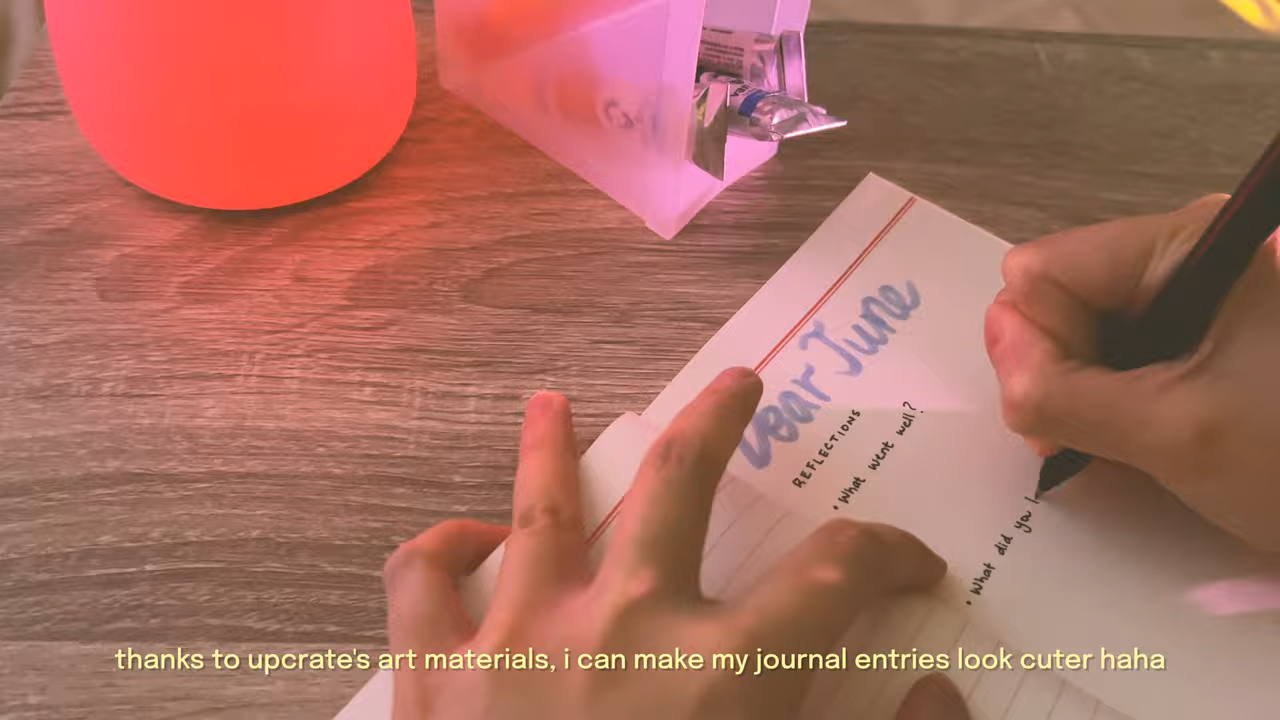 Dear June
REFLECTIONS
• What went well?
• What did you l
thanks to upcrate's art materials, i can make my journal entries look cuter haha